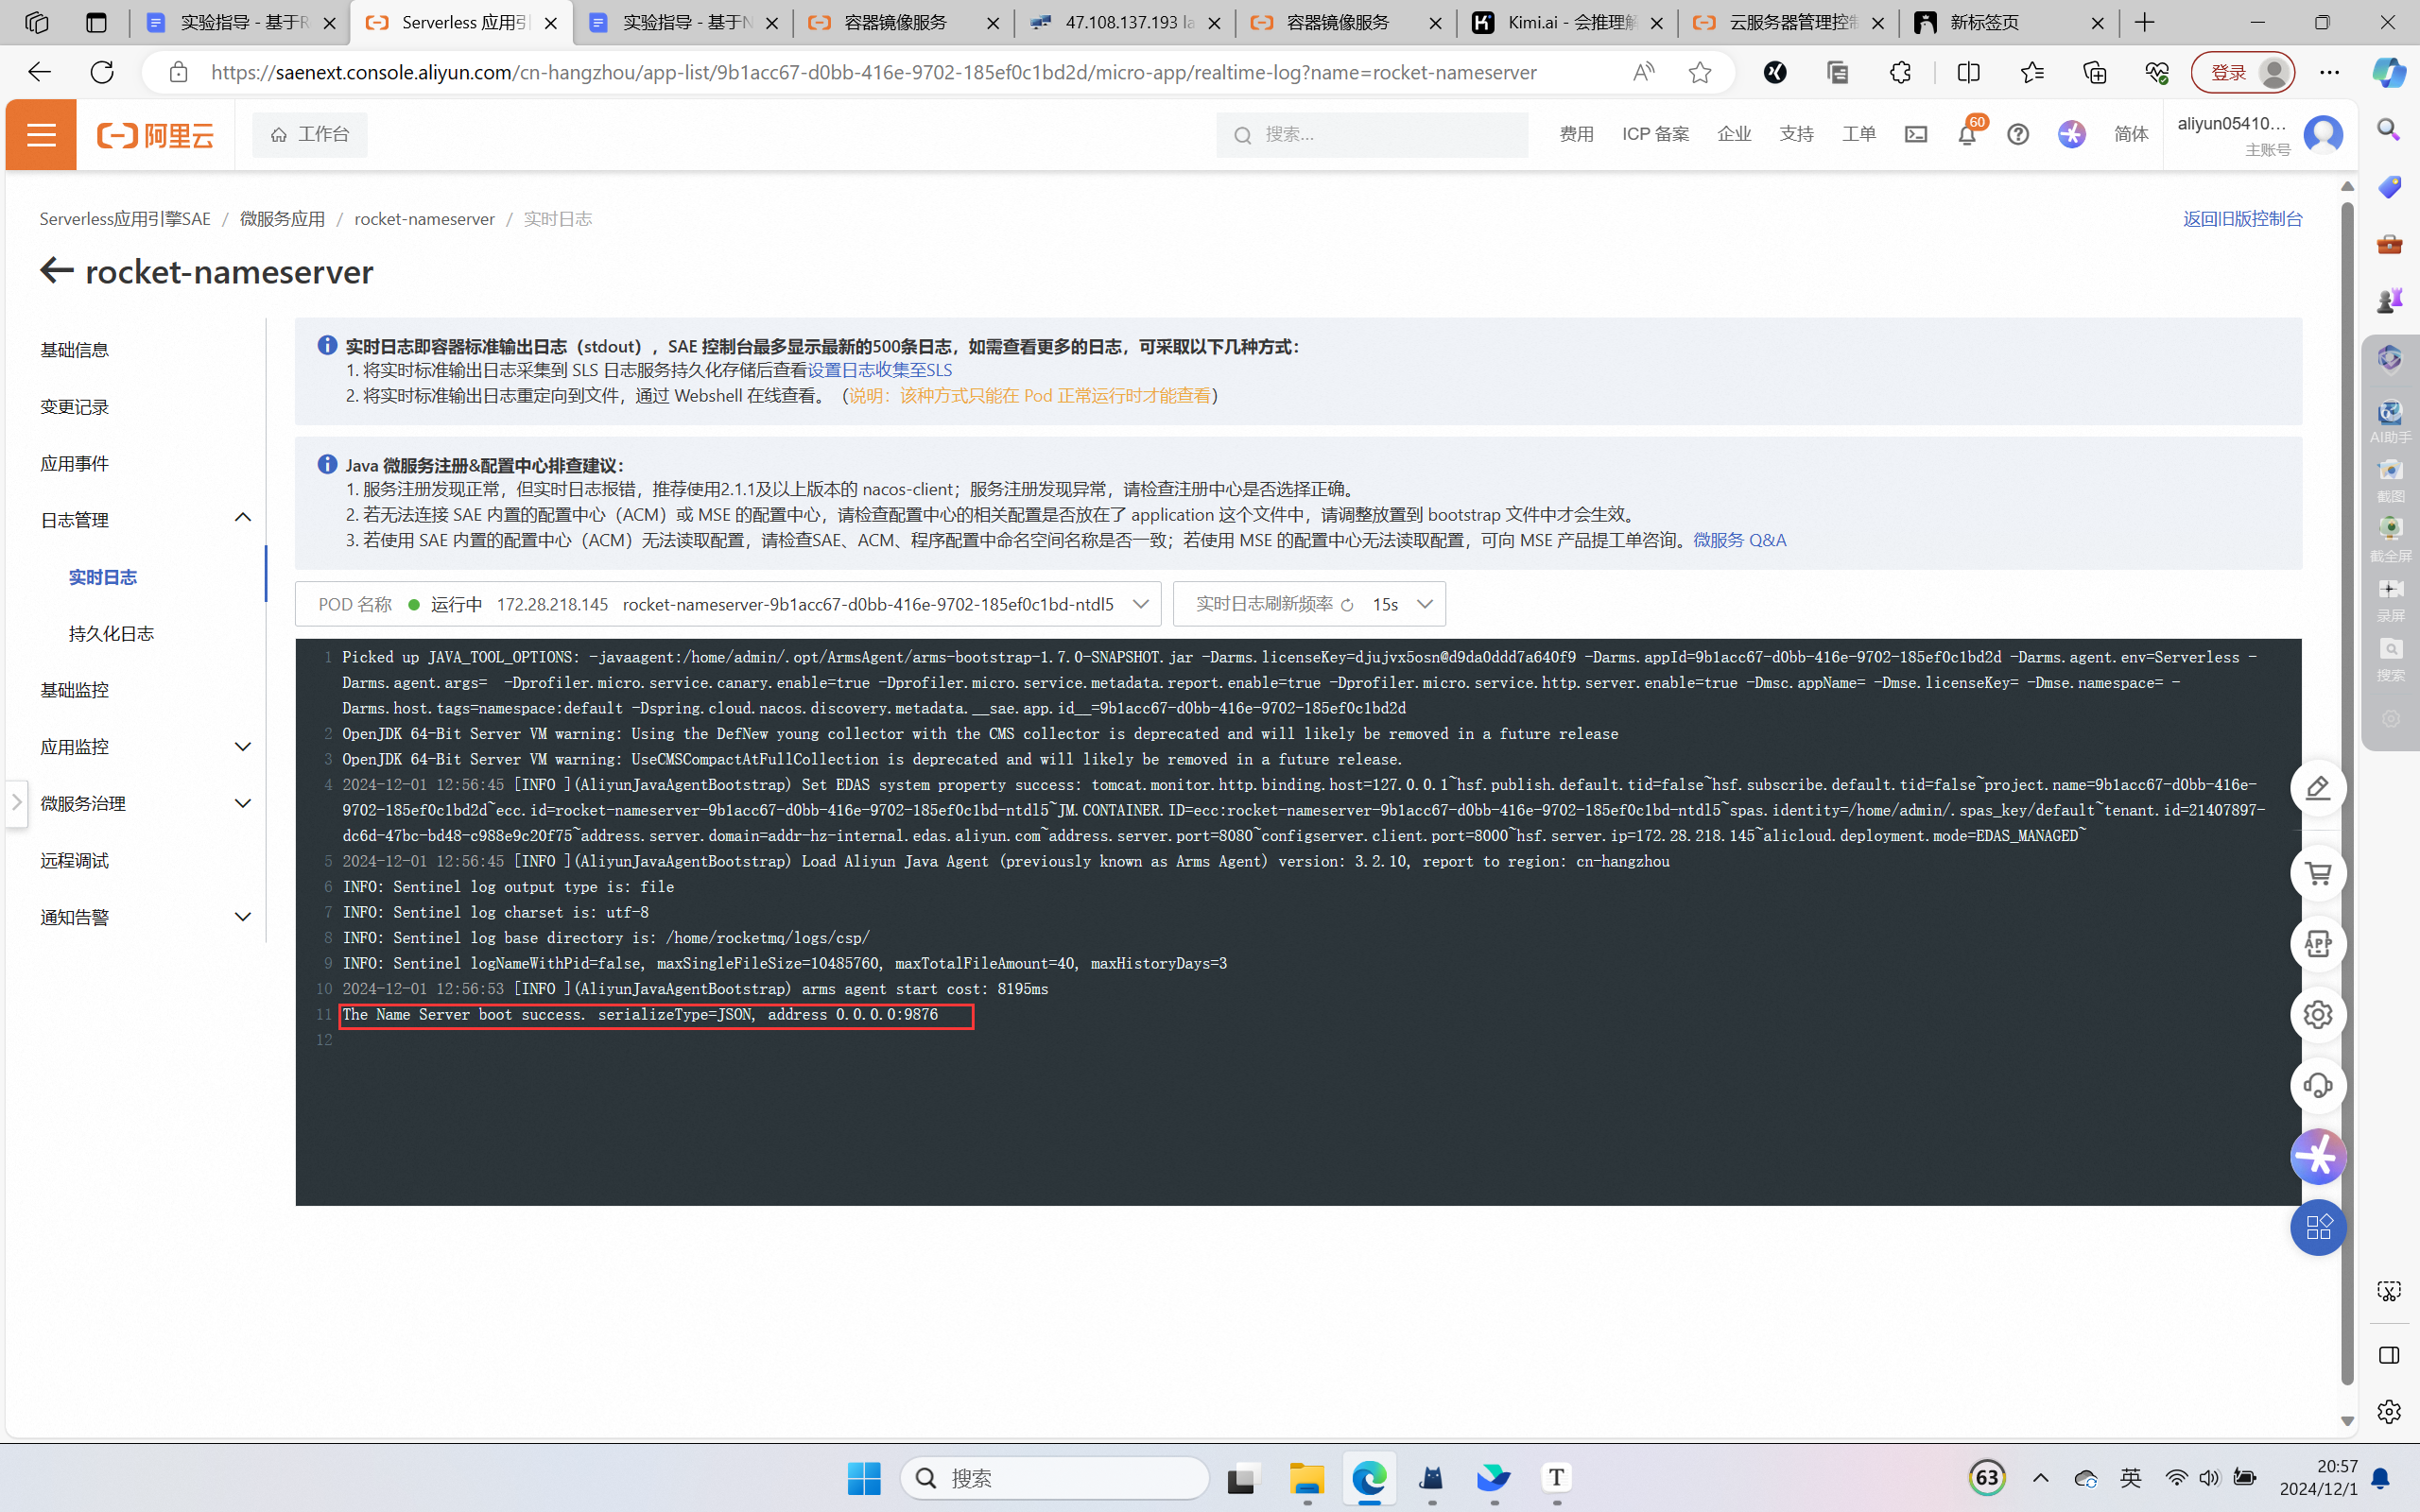 实验指导 - 基于R
Serverless 应用引
实验指导 - 基于N
容器镜像服务
47.108.137.193 la
容器镜像服务
Kimi.ai - 会推理解
云服务器管理控制
新标签页
https://saenext.console.aliyun.com/cn-hangzhou/app-list/9b1acc67-d0bb-416e-9702-185ef0c1bd2d/micro-app/realtime-log?name=rocket-nameserver
登录
阿里云
工作台
搜索...
费用
ICP 备案
企业
支持
工单
60
简体
aliyun05410...
主账号
Serverless应用引擎SAE / 微服务应用 / rocket-nameserver / 实时日志
返回旧版控制台
rocket-nameserver
基础信息
变更记录
应用事件
日志管理
实时日志
持久化日志
基础监控
应用监控
微服务治理
远程调试
通知告警
实时日志即容器标准输出日志（stdout），SAE 控制台最多显示最新的500条日志，如需查看更多的日志，可采取以下几种方式：
1. 将实时标准输出日志采集到 SLS 日志服务持久化存储后查看设置日志收集至SLS
2. 将实时标准输出日志重定向到文件，通过 Webshell 在线查看。（说明：该种方式只能在 Pod 正常运行时才能查看）
Java 微服务注册&配置中心排查建议：
1. 服务注册发现正常，但实时日志报错，推荐使用2.1.1及以上版本的 nacos-client；服务注册发现异常，请检查注册中心是否选择正确。
2. 若无法连接 SAE 内置的配置中心（ACM）或 MSE 的配置中心，请检查配置中心的相关配置是否放在了 application 这个文件中，请调整放置到 bootstrap 文件中才会生效。
3. 若使用 SAE 内置的配置中心（ACM）无法读取配置，请检查SAE、ACM、程序配置中命名空间名称是否一致；若使用 MSE 的配置中心无法读取配置，可向 MSE 产品提工单咨询。微服务 Q&A
POD 名称 运行中 172.28.218.145 rocket-nameserver-9b1acc67-d0bb-416e-9702-185ef0c1bd-ntdl5
实时日志刷新频率 15s
1 Picked up JAVA_TOOL_OPTIONS: -javaagent:/home/admin/.opt/ArmsAgent/arms-bootstrap-1.7.0-SNAPSHOT.jar -Darms.licenseKey=djujvx5osn@d9da0ddd7a640f9 -Darms.appId=9b1acc67-d0bb-416e-9702-185ef0c1bd2d -Darms.agent.env=Serverless -
Darms.agent.args= -Dprofiler.micro.service.canary.enable=true -Dprofiler.micro.service.metadata.report.enable=true -Dprofiler.micro.service.http.server.enable=true -Dmsc.appName= -Dmse.licenseKey= -Dmse.namespace= -
Darms.host.tags=namespace:default -Dspring.cloud.nacos.discovery.metadata.__sae.app.id__=9b1acc67-d0bb-416e-9702-185ef0c1bd2d
2 OpenJDK 64-Bit Server VM warning: Using the DefNew young collector with the CMS collector is deprecated and will likely be removed in a future release
3 OpenJDK 64-Bit Server VM warning: UseCMSCompactAtFullCollection is deprecated and will likely be removed in a future release.
4 2024-12-01 12:56:45 [INFO ](AliyunBootstrap) Set EDAS system property success: tomcat.monitor.http.binding.host=127.0.0.1~hsf.publish.default.tid=false~hsf.subscribe.default.tid=false~project.name=9b1acc67-d0bb-416e-
9702-185ef0c1bd2d~ecc.id=rocket-nameserver-9b1acc67-d0bb-416e-9702-185ef0c1bd-ntdl5~JM.CONTAINER.ID=ecc:rocket-nameserver-9b1acc67-d0bb-416e-9702-185ef0c1bd-ntdl5~spas.identity=/home/admin/.spas_key/default~tenant.id=21407897-
dc6d-47bc-bd48-c988e9c20f75~address.server.domain=addr-hz-internal.edas.aliyun.com~address.server.port=8080~configserver.client.port=8000~hsf.server.ip=172.28.218.145~alicloud.deployment.mode=EDAS_MANAGED~
5 2024-12-01 12:56:45 [INFO ](AliyunJavaAgentBootstrap) Load Aliyun Java Agent (previously known as Arms Agent) version: 3.2.10, report to region: cn-hangzhou
6 INFO: Sentinel log output type is: file
7 INFO: Sentinel log charset is: utf-8
8 INFO: Sentinel log base directory is: /home/rocketmq/logs/csp/
9 INFO: Sentinel logNameWithPid=false, maxSingleFileSize=10485760, maxTotalFileAmount=40, maxHistoryDays=3
10 2024-12-01 12:56:53 [INFO ](AliyunJavaAgentBootstrap) arms agent start cost: 8195ms
11 The Name Server boot success. serializeType=JSON, address 0.0.0.0:9876
12
APP
AI助手
截图
截全屏
录屏
搜索
搜索
T
63
英
20:57
2024/12/1